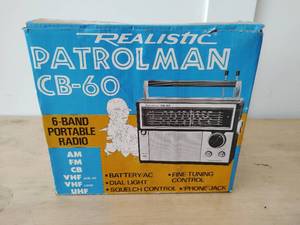 REALISTIC
PATROLMAN
CB-60
6-BAND
PORTABLE
RADIO
AM
FM
CB
VHF
VHF
UHF
•BATTERY/AC
•DIAL LIGHT
•SQUELCH CONTROL
•FINE TUNING
CONTROL
•PHONE JACK